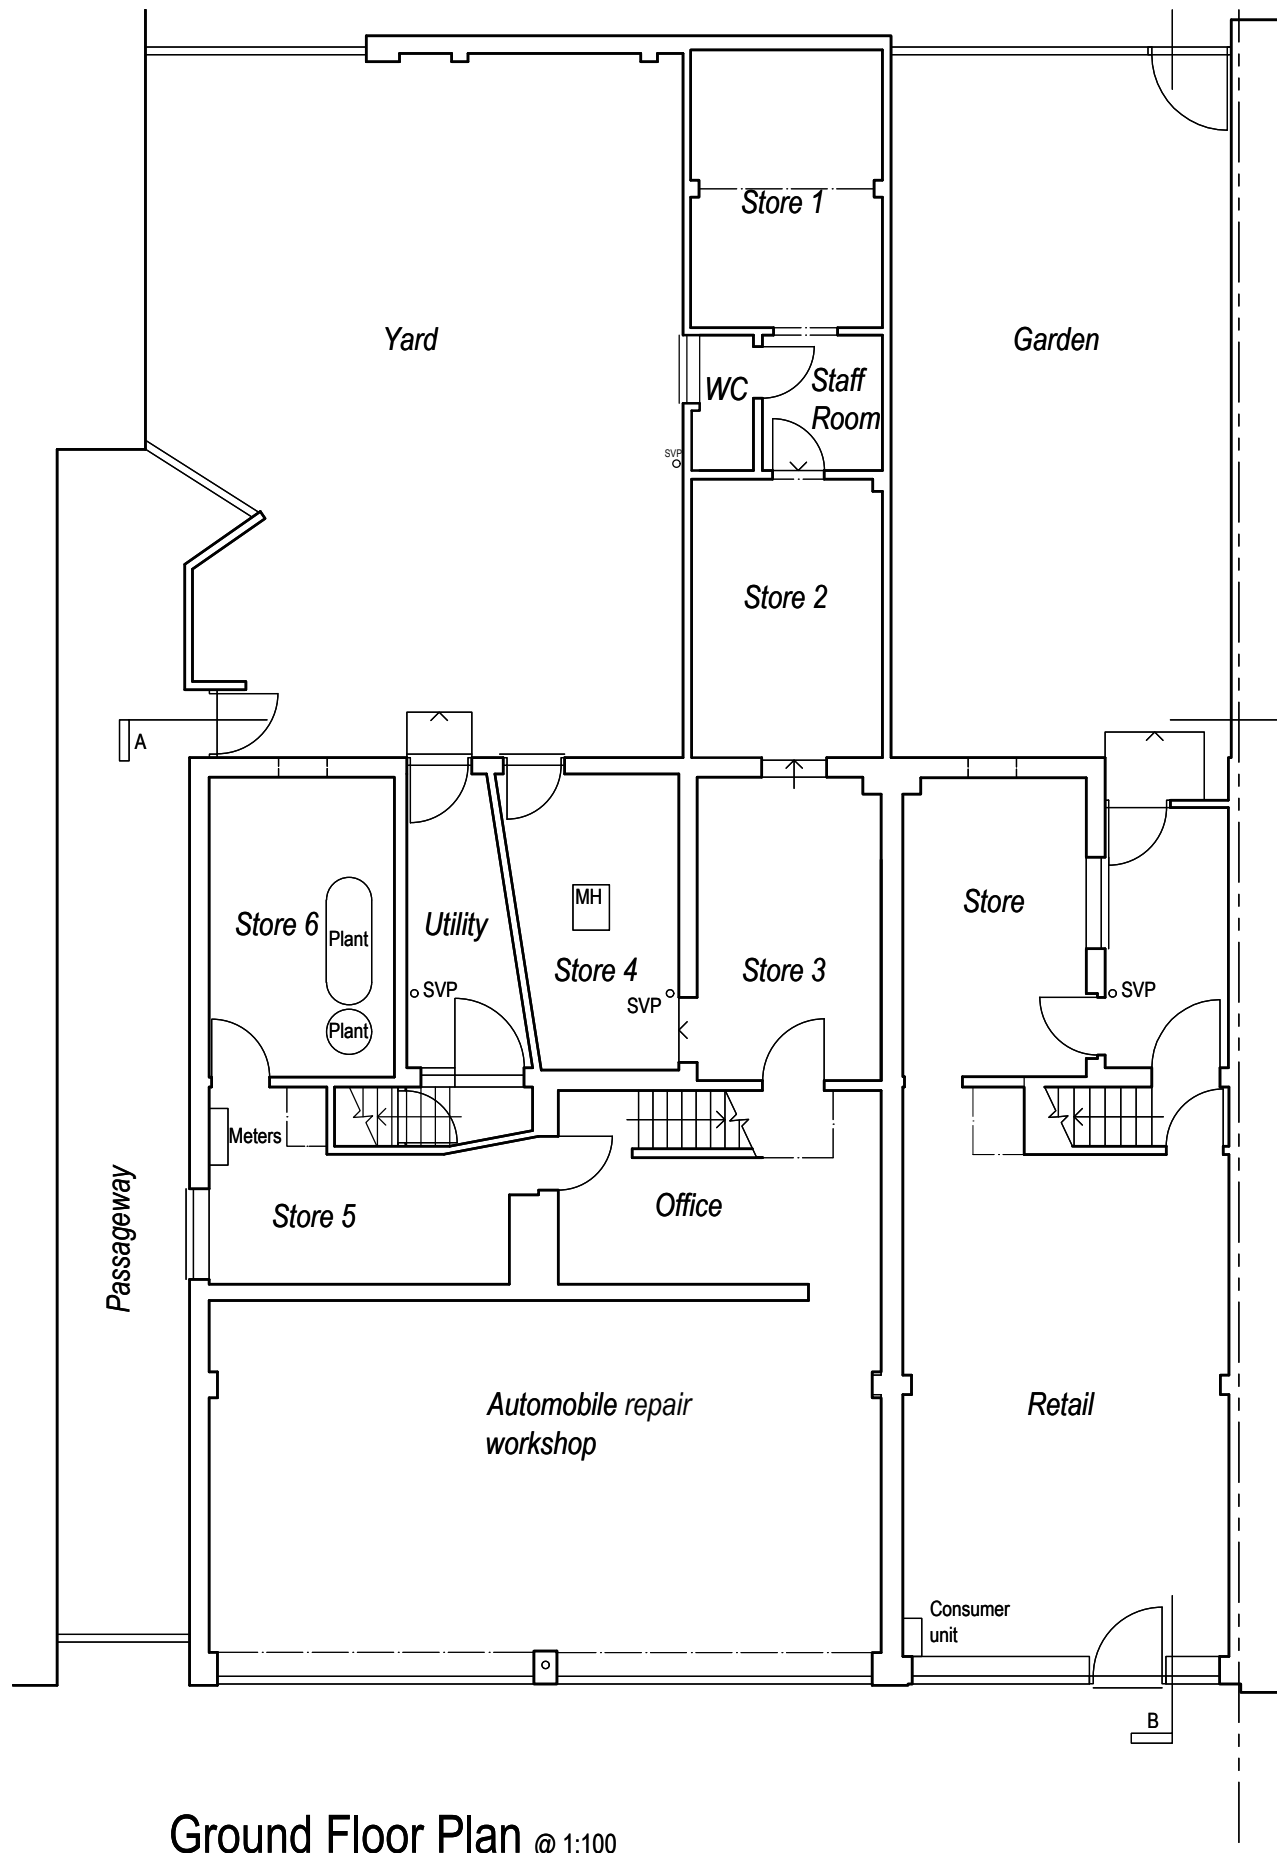 Store 1
Yard
Garden
WC
Staff
Room
SVP
Store 2
A
MH
Store 6
Plant
Utility
Store
Store 4
Store 3
SVP
SVP
SVP
Plant
Meters
Passageway
Store 5
Office
Automobile repair
workshop
Retail
Consumer
unit
B
Ground Floor Plan @ 1:100